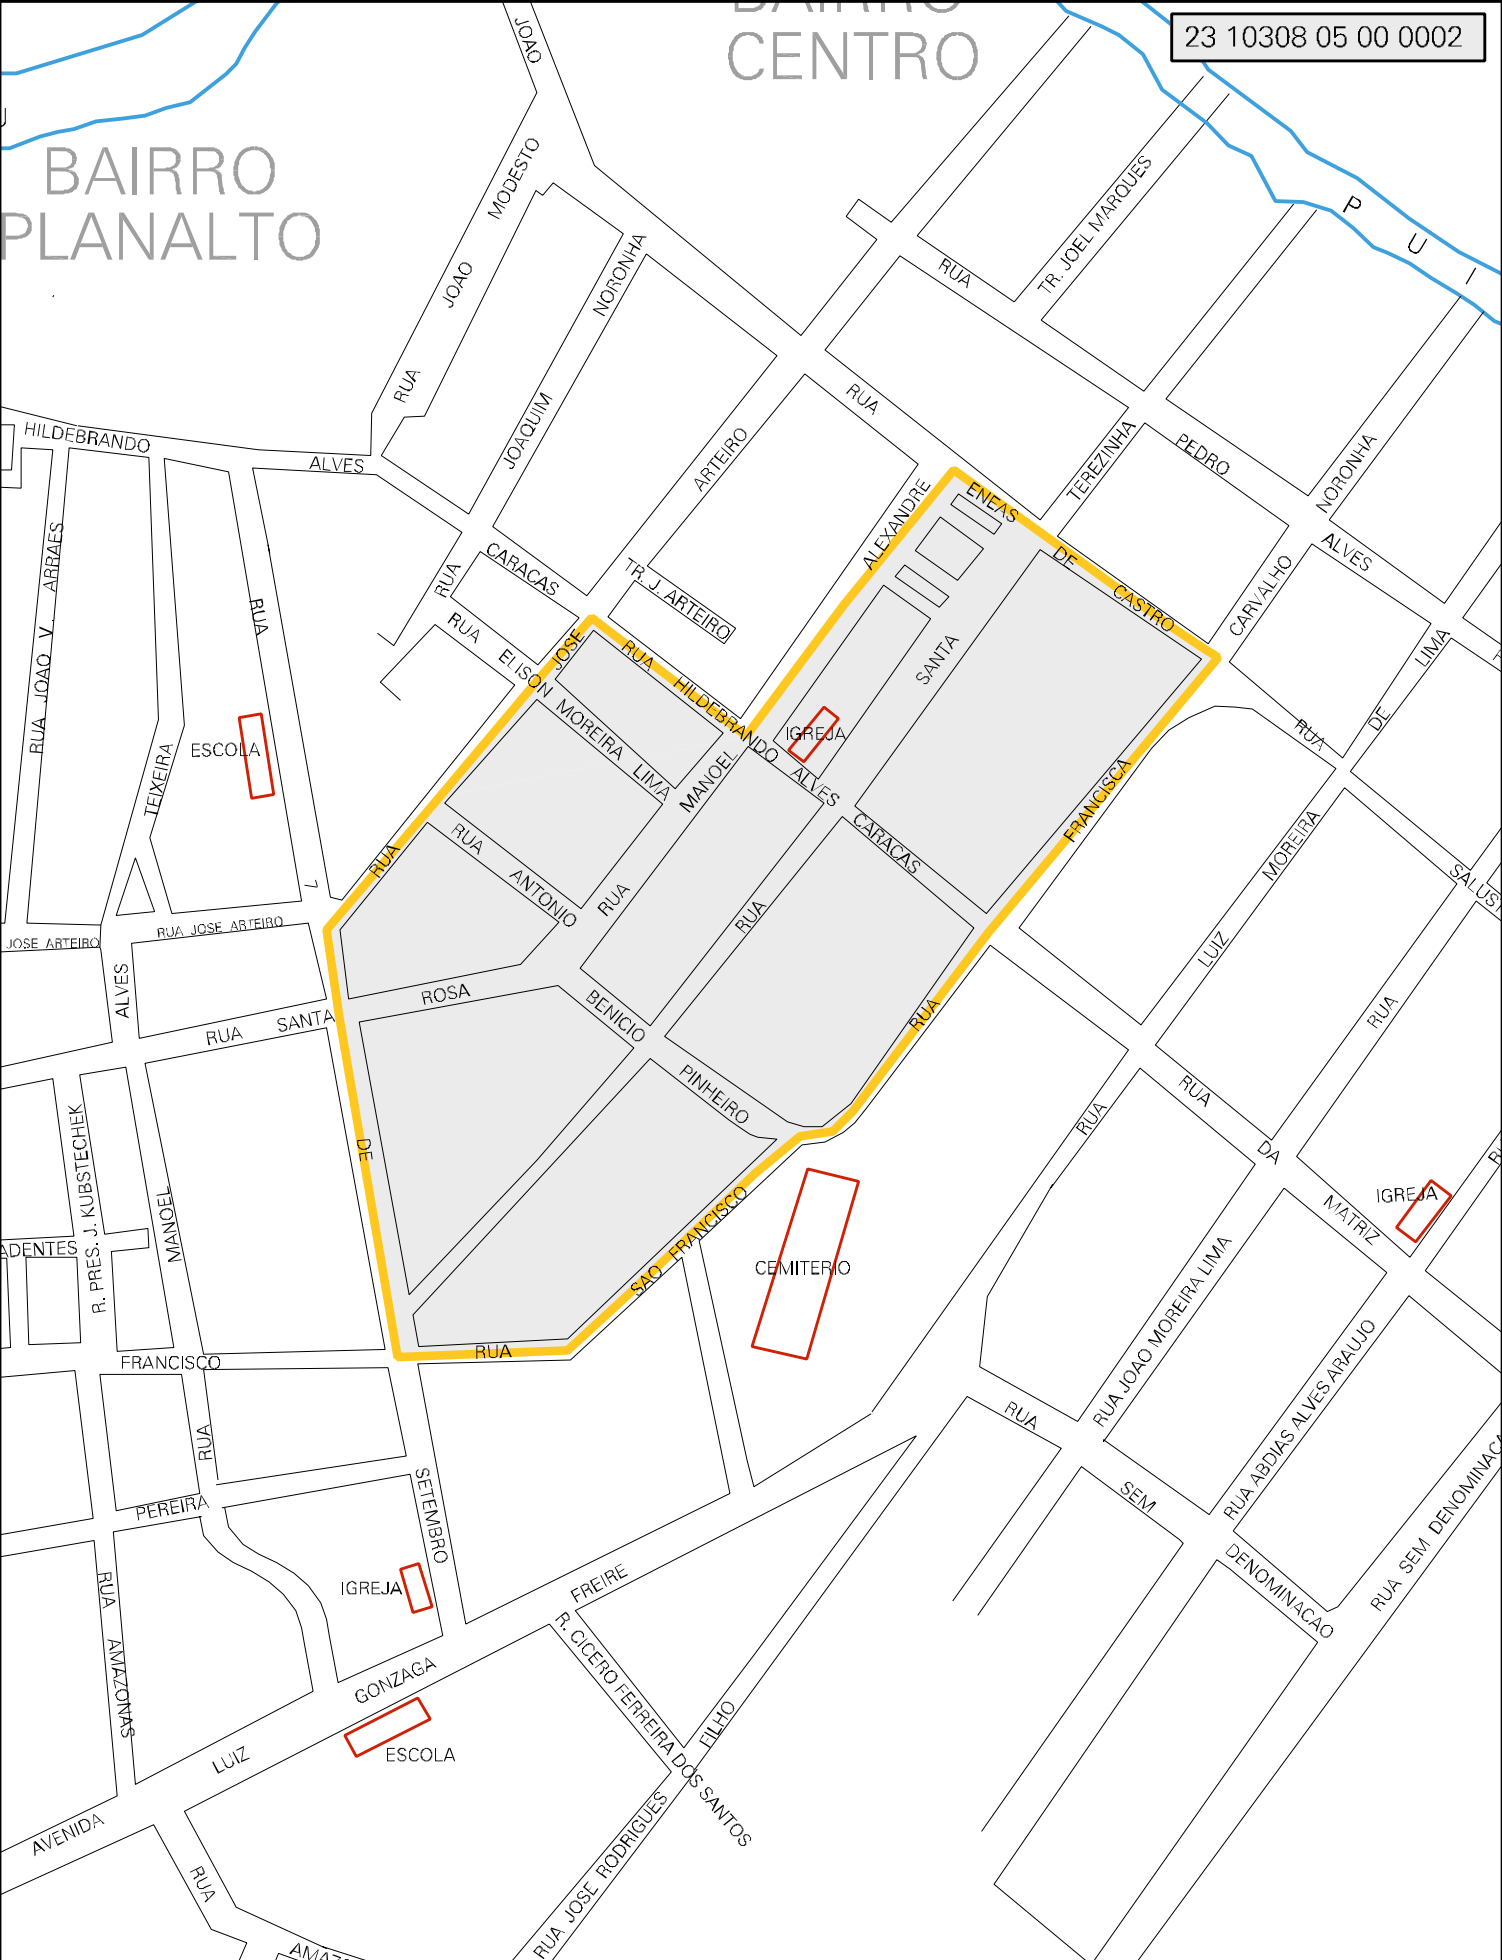 BAIRRO
CENTRO
23 10308 05 00 0002
BAIRRO
PLANALTO
P
U
I
JOAO
RUA JOAO MODESTO
JOAQUIM NORONHA
RUA
TR. JOEL MARQUES
RUA PEDRO ALVES
HILDEBRANDO ALVES CARACAS
RUA
ARTEIRO
TR. J. ARTEIRO
ALEXANDRE
RUA ENEAS DE CASTRO
TEREZINHA
NORONHA
CARVALHO
RUA JOAO V. ARRAES
RUA
RUA ELISON MOREIRA LIMA
RUA JOSE
RUA HILDEBRANDO ALVES CARACAS
SANTA
IGREJA
RUA
LUIZ MOREIRA DE LIMA
ESCOLA
TEIXEIRA
RUA MANOEL
RUA FRANCISCA
RUA ANTONIO
BENICIO
PINHEIRO
RUA
7
RUA JOSE ARTEIRO
JOSE ARTEIRO
ALVES
RUA SANTA ROSA
DE
RUA
RUA
RUA DA MATRIZ
IGREJA
R. PRES. J. KUBSTECHEK
MANOEL
ADENTES
CEMITERIO
RUA SAO FRANCISCO
FRANCISCO
RUA
PEREIRA
SETEMBRO
IGREJA
RUA JOAO MOREIRA LIMA
RUA ABDIAS ALVES ARAUJO
RUA SEM DENOMINACAO
RUA SEM DENOMINACA
RUA AMAZONAS
AVENIDA LUIZ GONZAGA FREIRE
ESCOLA
R. CICERO FERREIRA DOS SANTOS
RUA JOSE RODRIGUES FILHO
RUA